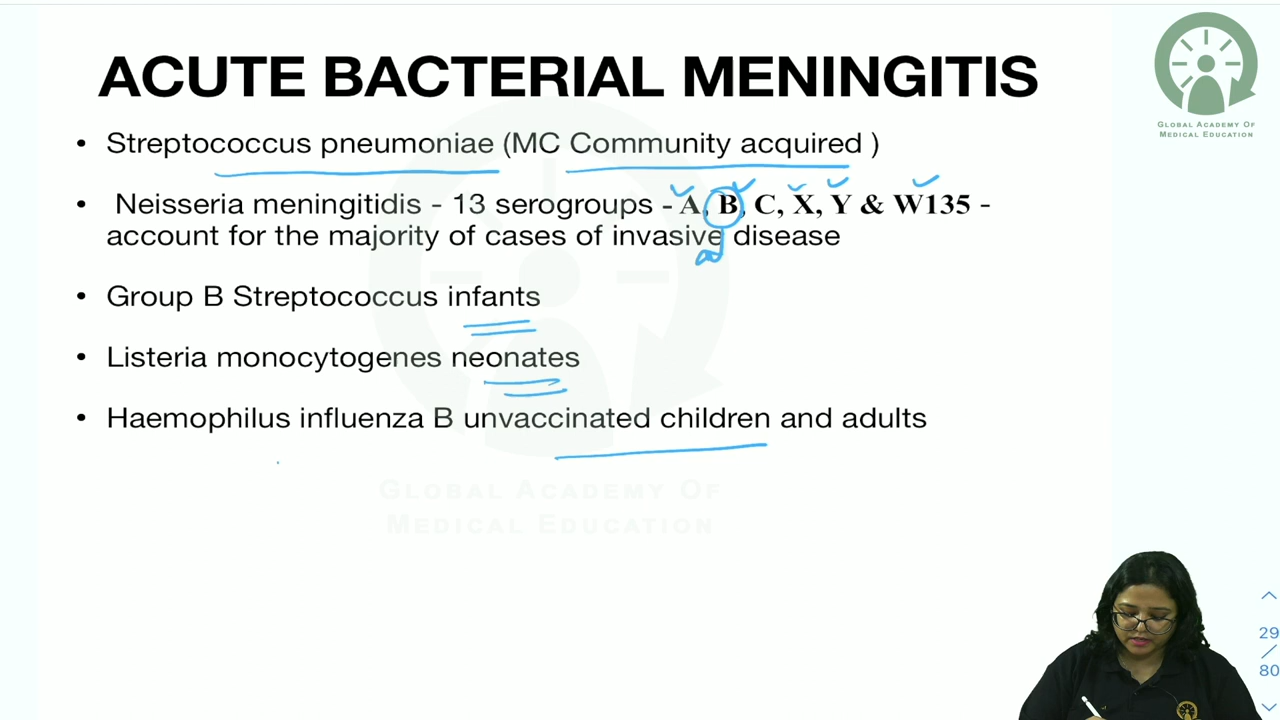 ACUTE BACTERIAL MENINGITIS
GLOBAL ACADEMY OF
MEDICAL EDUCATION
• Streptococcus pneumoniae (MC Community acquired )
• Neisseria meningitidis - 13 serogroups - A, B, C, X, Y & W135 -
account for the majority of cases of invasive disease
• Group B Streptococcus infants
• Listeria monocytogenes neonates
• Haemophilus influenza B unvaccinated children and adults
GLOBAL ACADEMY OF
MEDICAL EDUCATION
29
/
80